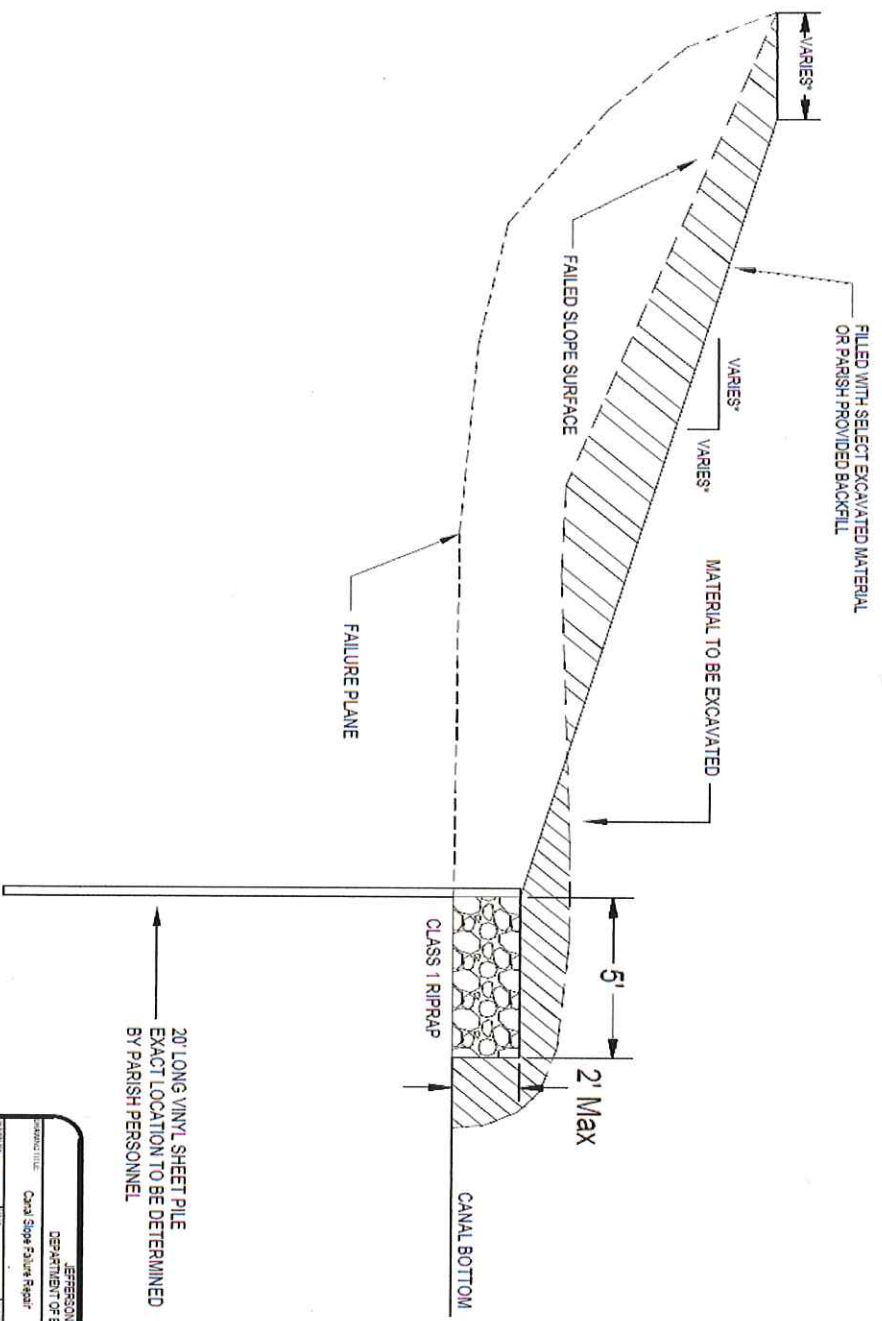 VARIES*
FILLED WITH SELECT EXCAVATED MATERIAL
OR PARISH PROVIDED BACKFILL
VARIES*
VARIES*
FAILED SLOPE SURFACE
MATERIAL TO BE EXCAVATED
FAILURE PLANE
5'
2' Max
CLASS 1 RIPRAP
CANAL BOTTOM
20' LONG VINYL SHEET PILE
EXACT LOCATION TO BE DETERMINED
BY PARISH PERSONNEL
JEFFERSON
DEPARTMENT OF E
DRAWING TITLE:
Canal Slope Failure Repair